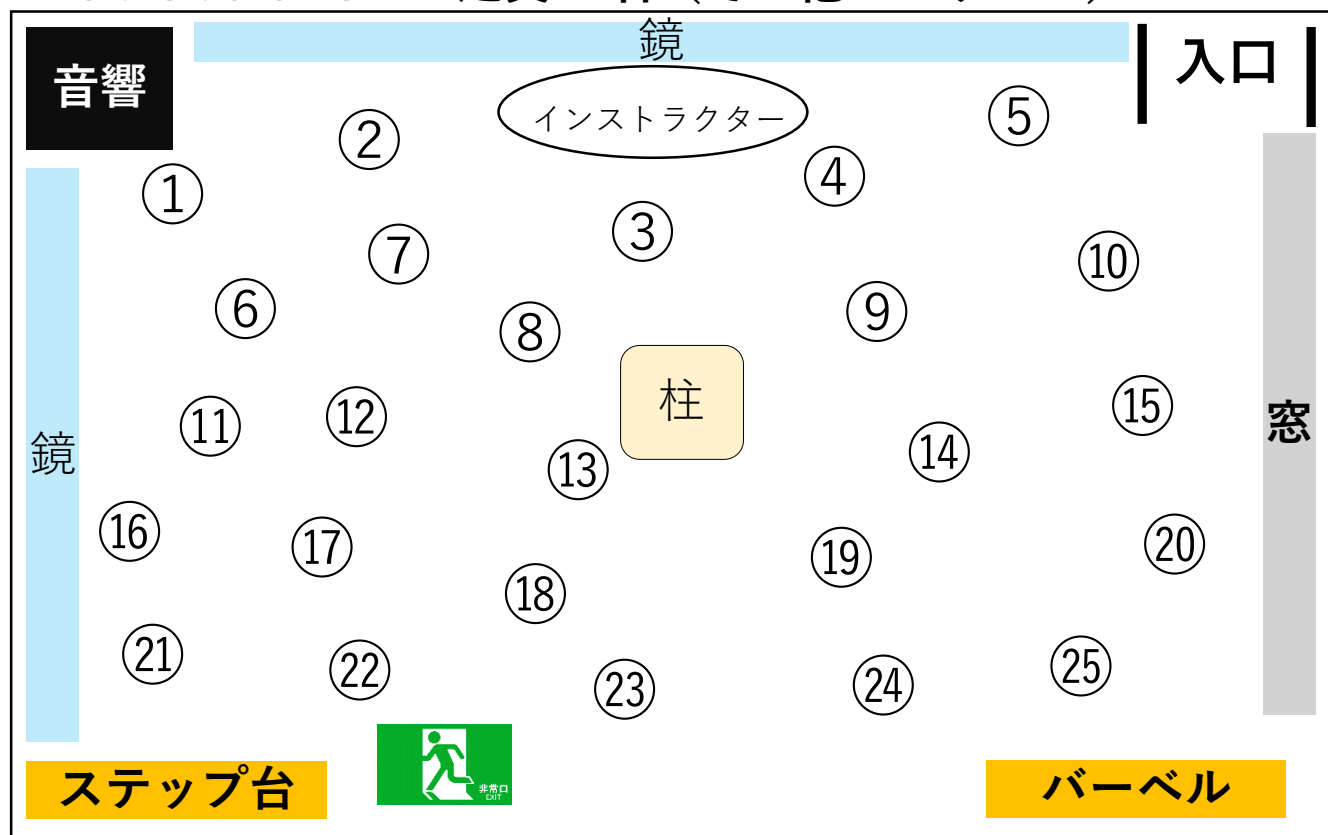 鏡
入口
音響
インストラクター
①
②
③
④
⑤
⑥
⑦
⑧
⑨
⑩
柱
⑪
⑫
⑬
⑭
⑮
鏡
窓
⑯
⑰
⑱
⑲
⑳
㉑
㉒
㉓
㉔
㉕
ステップ台
非常口
EXIT
バーベル